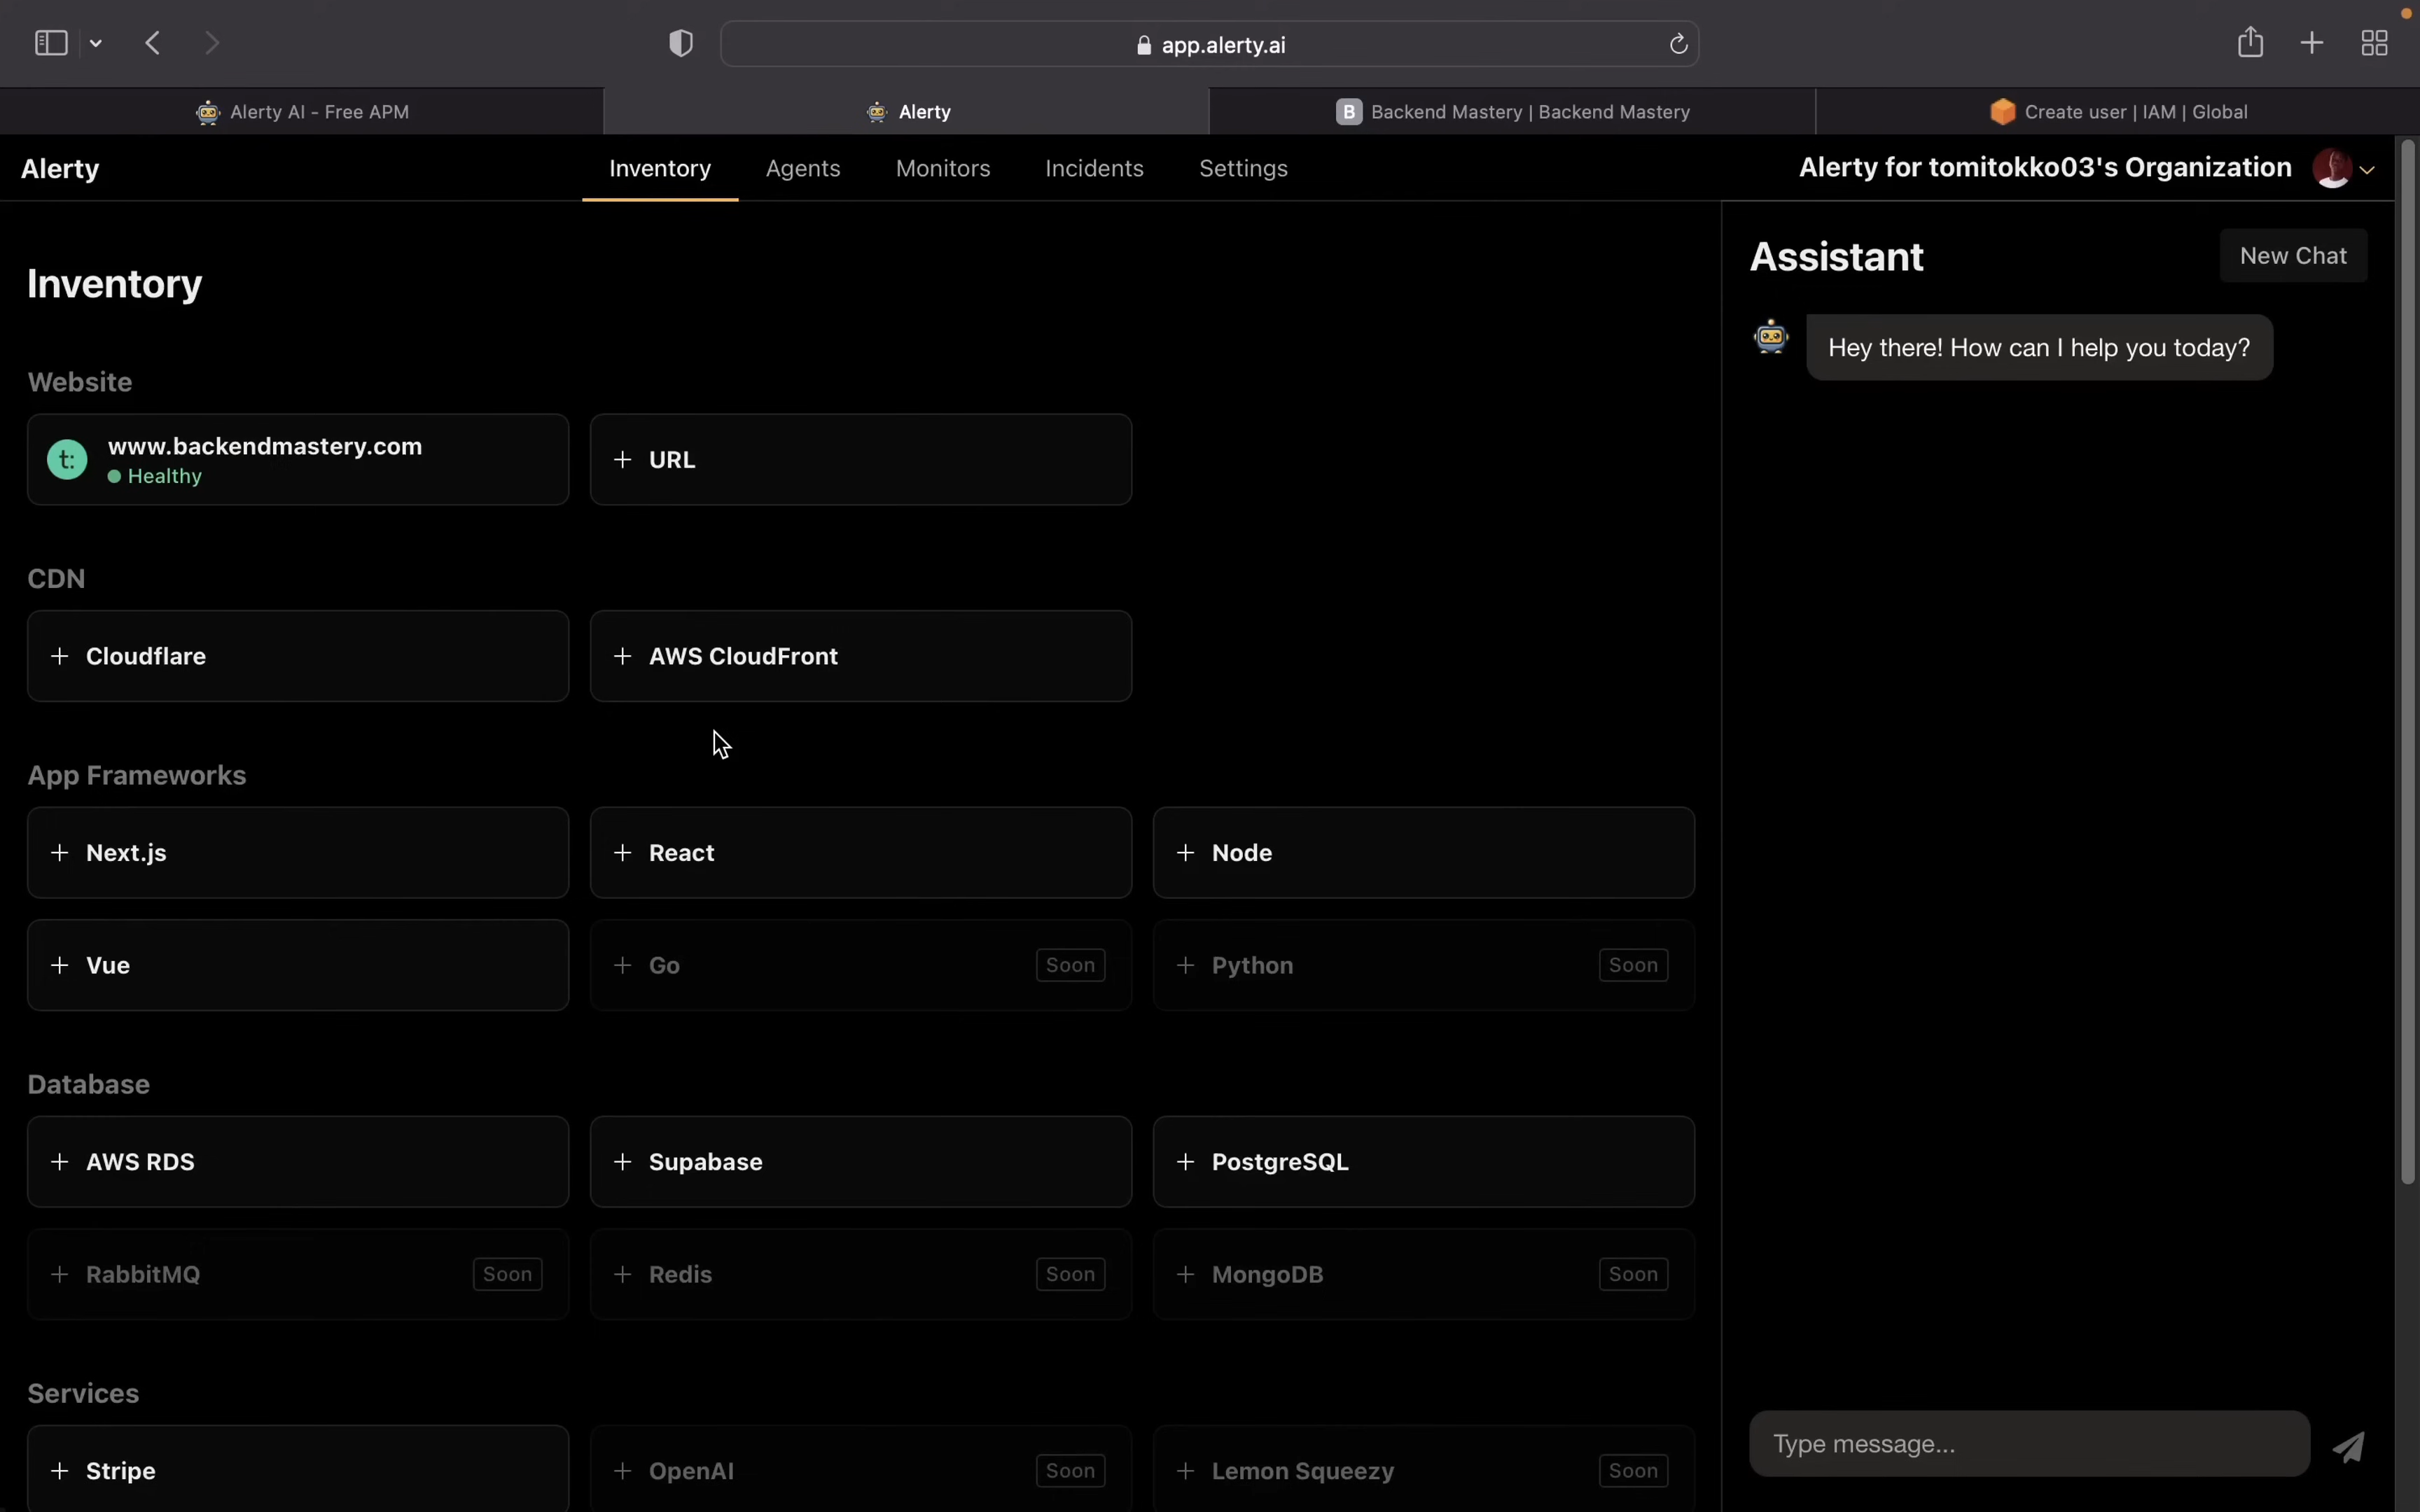 app.alerty.ai
Alerty AI - Free APM
Alerty
B Backend Mastery | Backend Mastery
Create user | IAM | Global
Alerty
Inventory
Agents
Monitors
Incidents
Settings
Alerty for tomitokko03's Organization
Inventory
Website
t:
www.backendmastery.com
Healthy
+ URL
CDN
+ Cloudflare
+ AWS CloudFront
App Frameworks
+ Next.js
+ React
+ Node
+ Vue
+ Go Soon
+ Python Soon
Database
+ AWS RDS
+ Supabase
+ PostgreSQL
+ RabbitMQ Soon
+ Redis Soon
+ MongoDB Soon
Services
+ Stripe
+ OpenAI Soon
+ Lemon Squeezy Soon
Assistant
New Chat
Hey there! How can I help you today?
Type message...